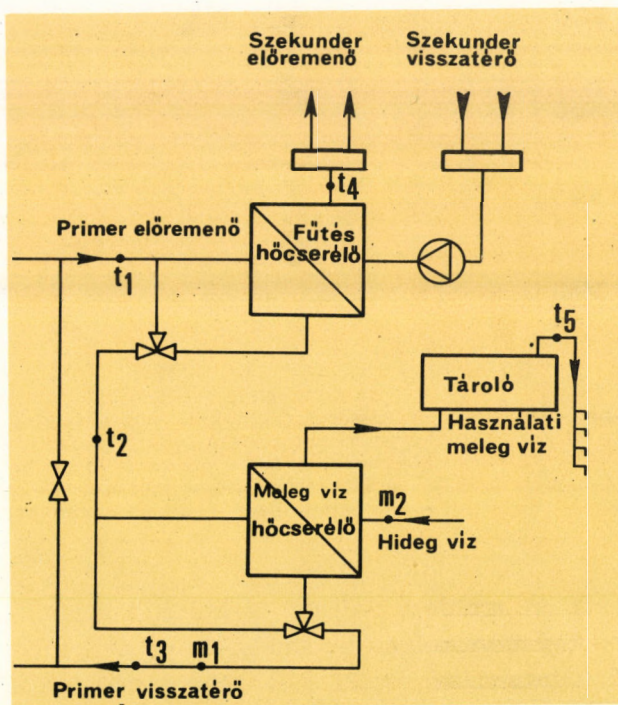 Szekunder
előremenő
Szekunder
visszatérő
t4
Primer előremenő
Fűtés
hőcserélő
t1
t5
Tároló
Használati
meleg víz
t2
Meleg víz
hőcserélő
m2
Hideg víz
t3
m1
Primer visszatérő